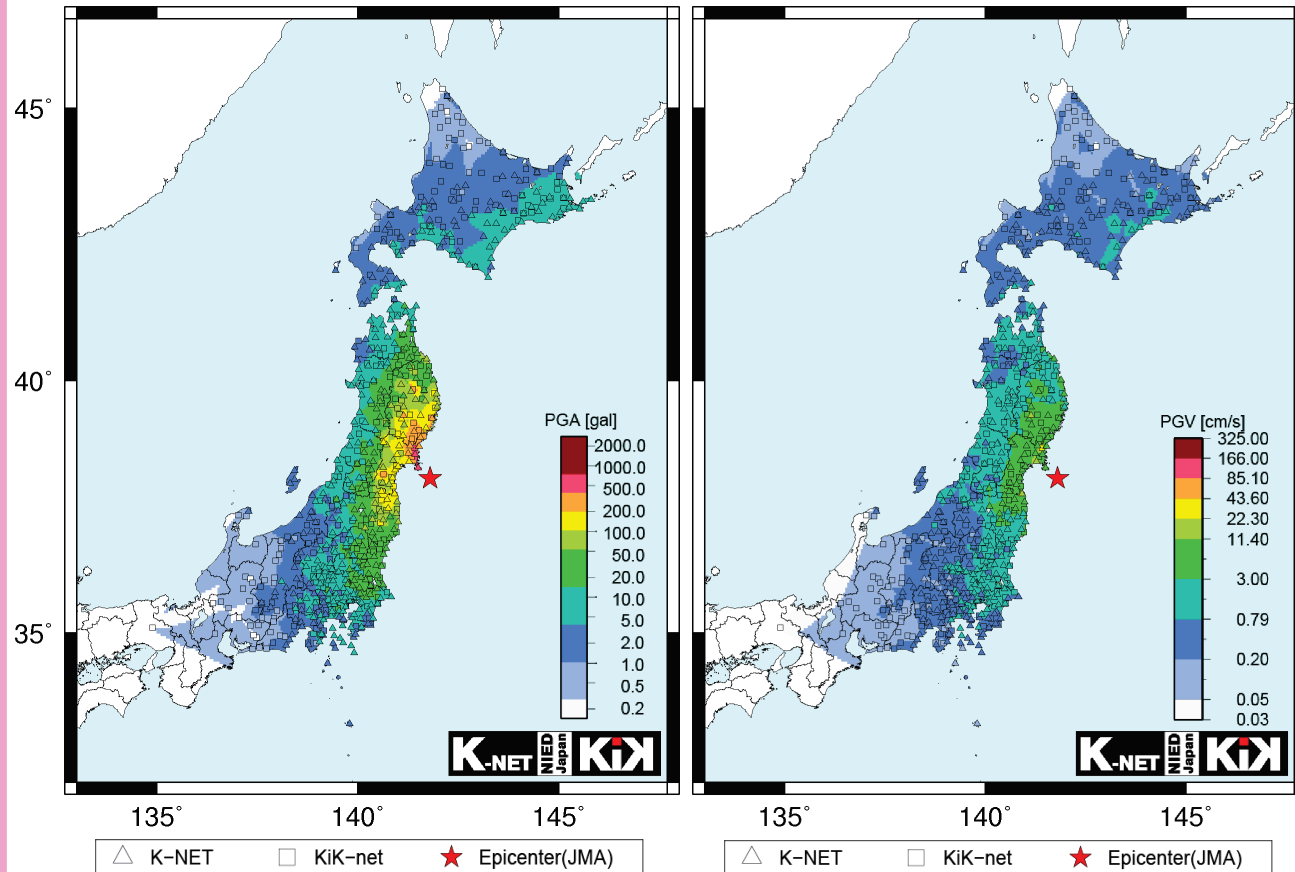 45°
40°
35°
PGA [gal]
2000.0
1000.0
500.0
200.0
100.0
50.0
20.0
10.0
5.0
2.0
1.0
0.5
0.2
K-NET
NIED
Japan
KiK
135°
140°
145°
K−NET
KiK−net
Epicenter(JMA)
PGV [cm/s]
325.00
166.00
85.10
43.60
22.30
11.40
3.00
0.79
0.20
0.05
0.03
K-NET
NIED
Japan
KiK
135°
140°
145°
K−NET
KiK−net
Epicenter(JMA)